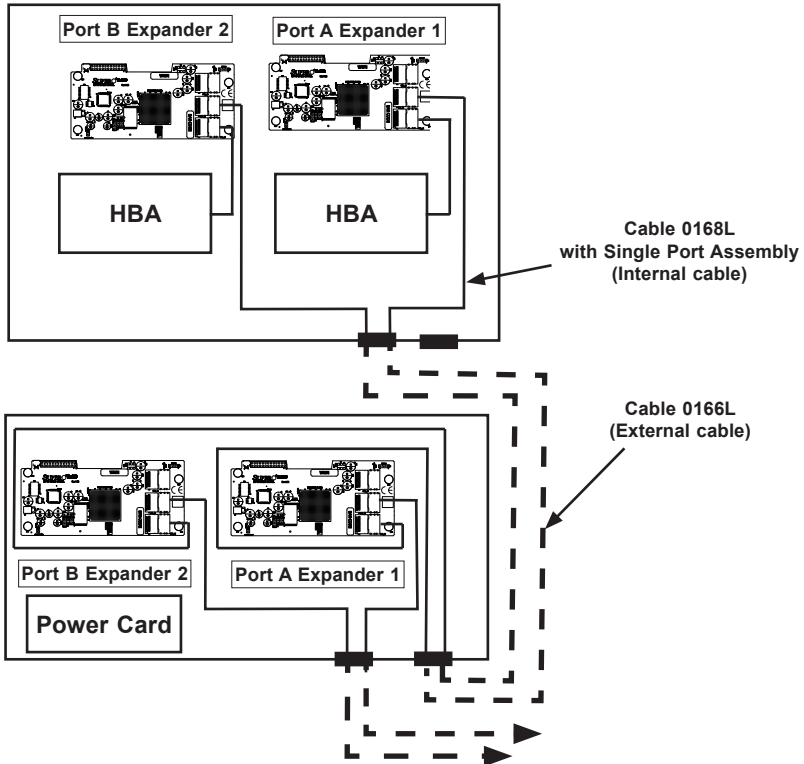 Port B Expander 2
Port A Expander 1
HBA
HBA
Cable 0168L
with Single Port Assembly
(Internal cable)
Cable 0166L
(External cable)
Port B Expander 2
Port A Expander 1
Power Card